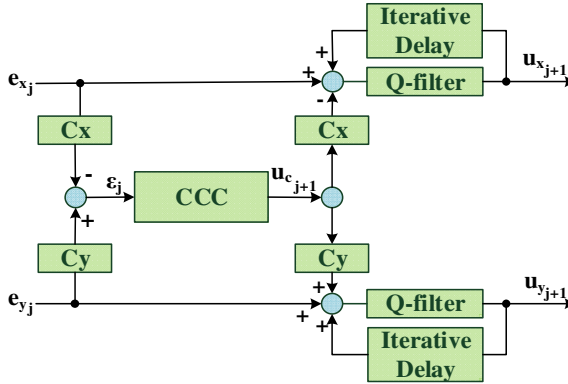 Iterative
Delay
+
e_{x_j}
+
Q-filter
u_{x_{j+1}}
-
Cx
Cx
-
ε_j
CCC
u_{c_{j+1}}
+
Cy
Cy
+
e_{y_j}
+
+
Q-filter
u_{y_{j+1}}
Iterative
Delay